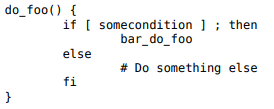 do_foo() {
        if [ somecondition ] ; then
                bar_do_foo
        else
                # Do something else
        fi
}